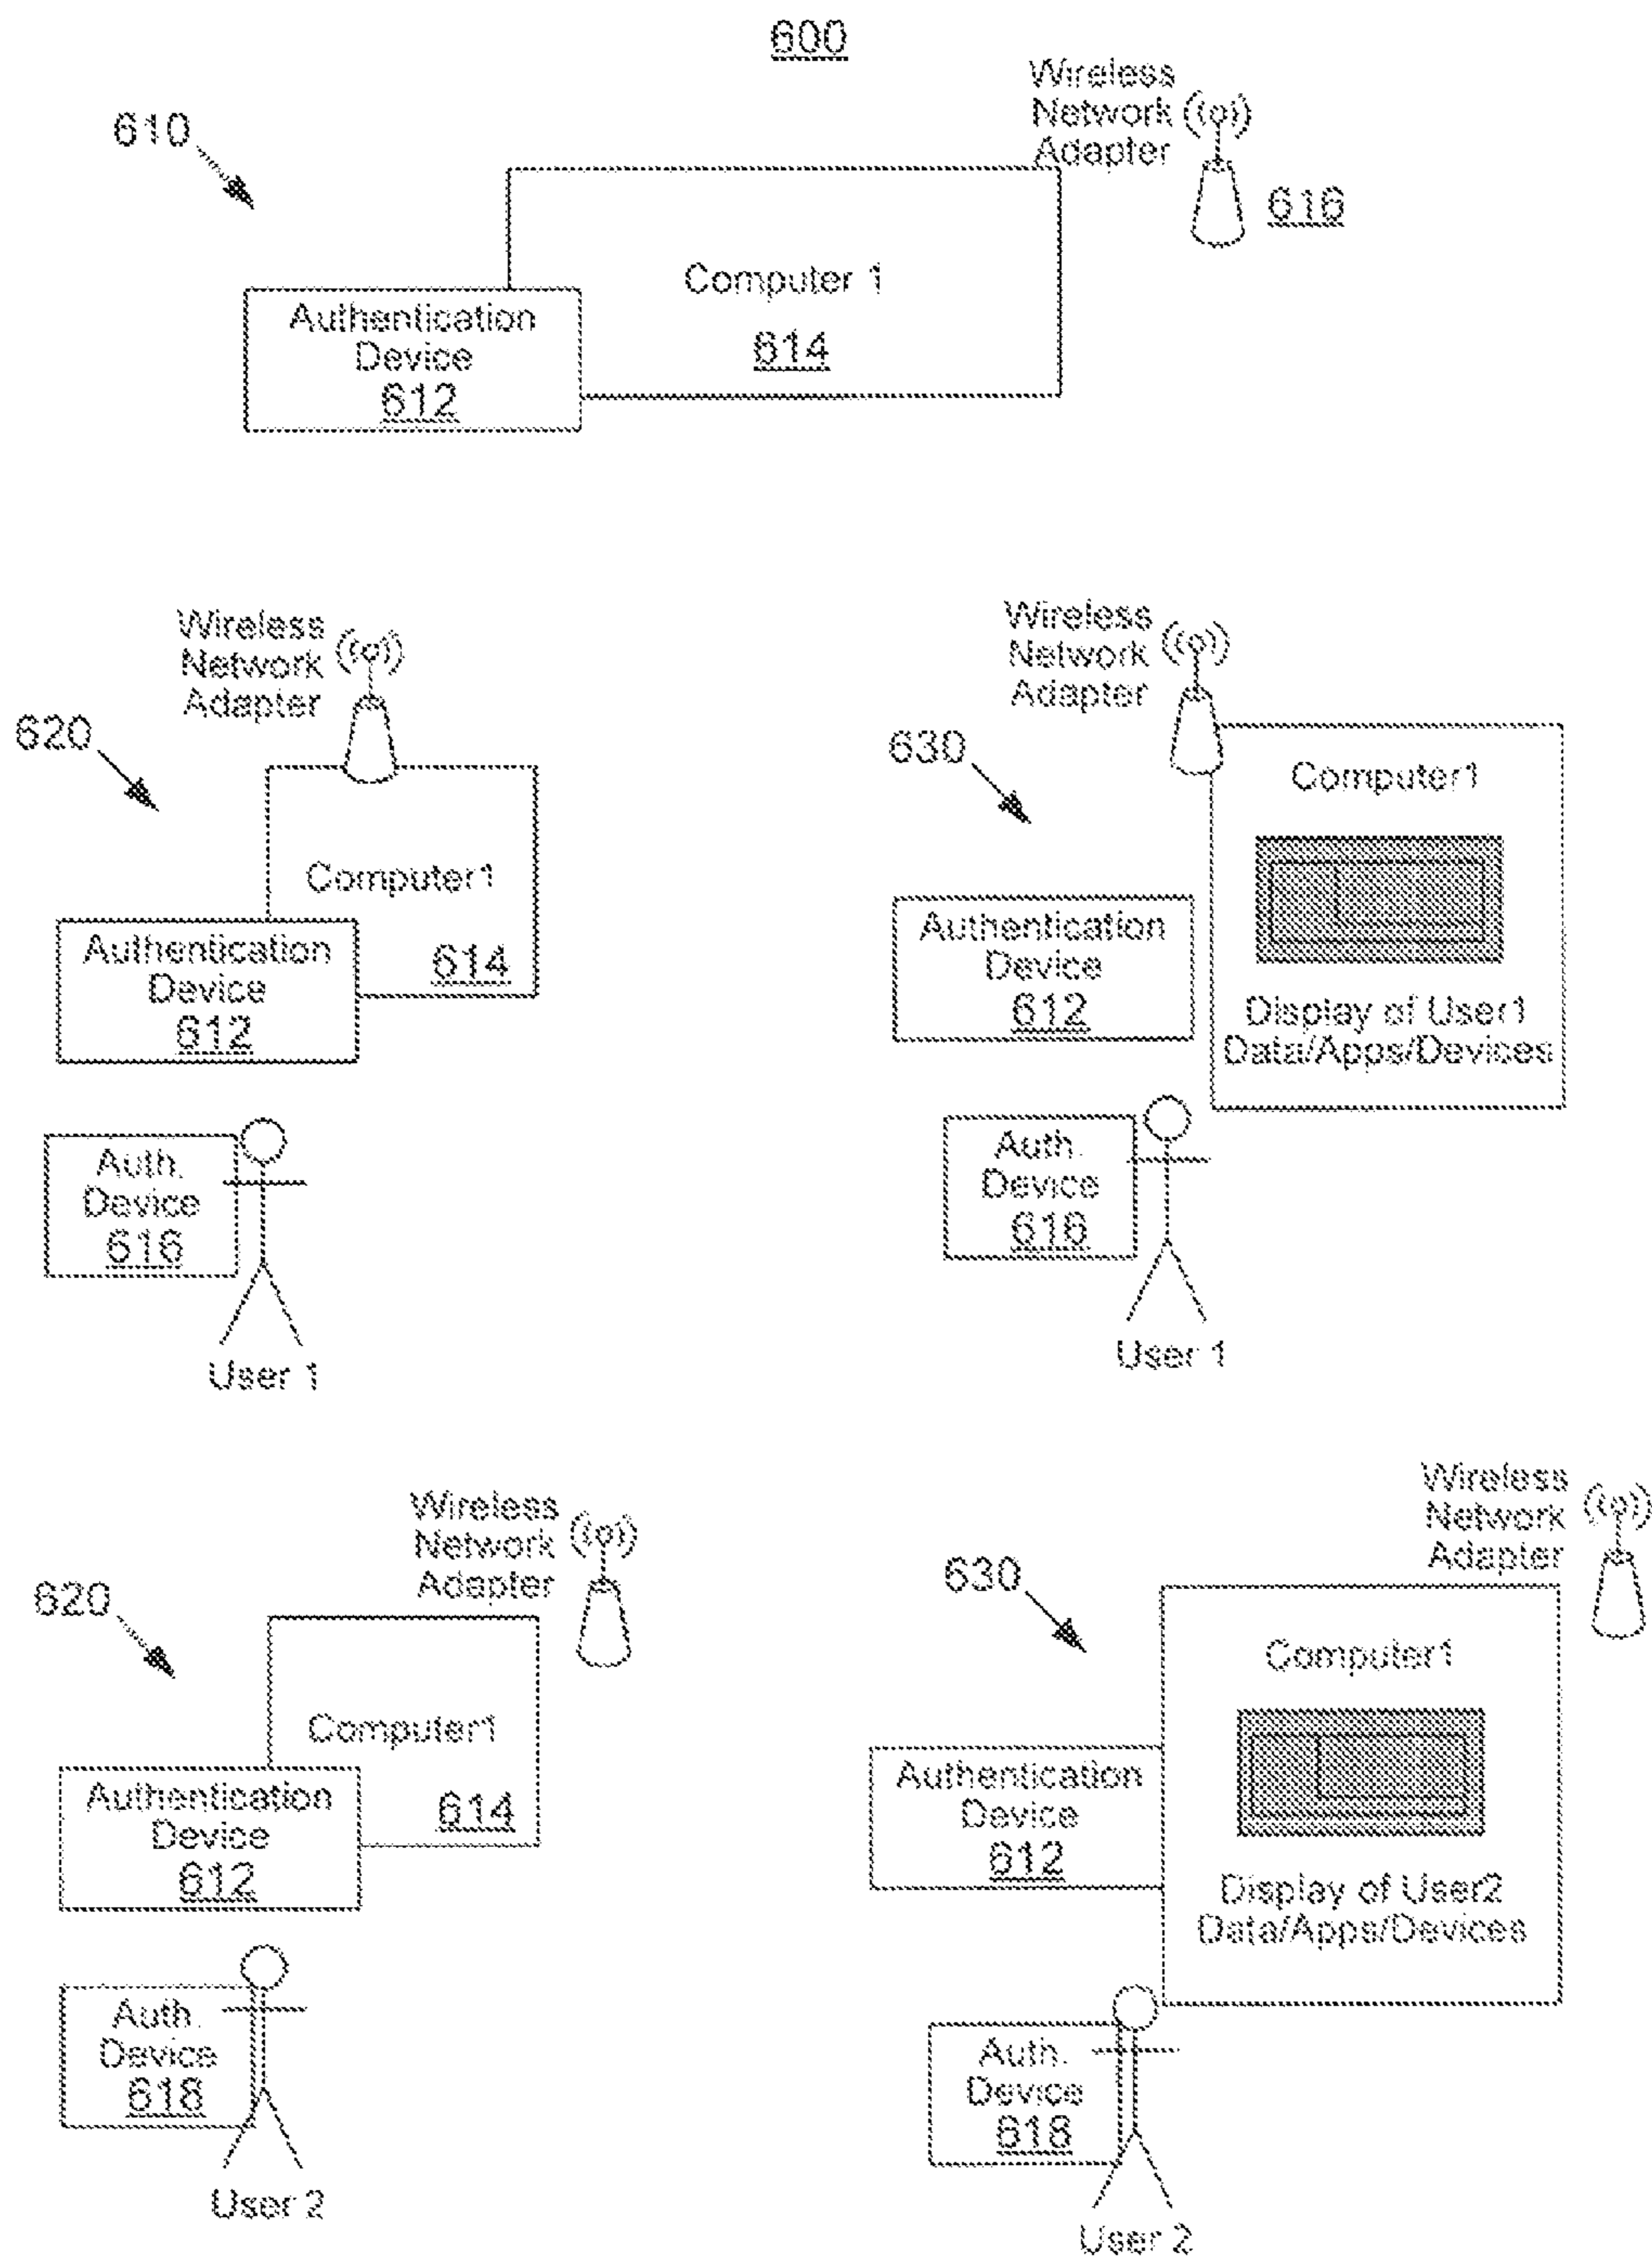 600
Wireless
Network
Adapter
616
610
Computer 1
614
Authentication
Device
612
Wireless
Network
Adapter
620
Computer1
614
Authentication
Device
612
Auth.
Device
616
User 1
Wireless
Network
Adapter
630
Computer1
Authentication
Device
612
Display of User1
Data/Apps/Devices
Auth.
Device
616
User 1
Wireless
Network
Adapter
620
Computer1
614
Authentication
Device
612
Auth.
Device
618
User 2
Wireless
Network
Adapter
630
Computer1
Authentication
Device
612
Display of User2
Data/Apps/Devices
Auth.
Device
618
User 2